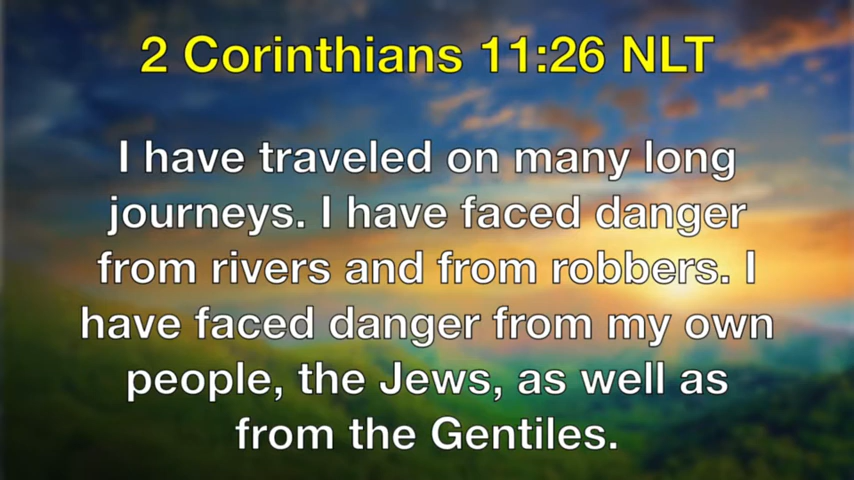 2 Corinthians 11:26 NLT
I have traveled on many long
journeys. I have faced danger
from rivers and from robbers. I
have faced danger from my own
people, the Jews, as well as
from the Gentiles.